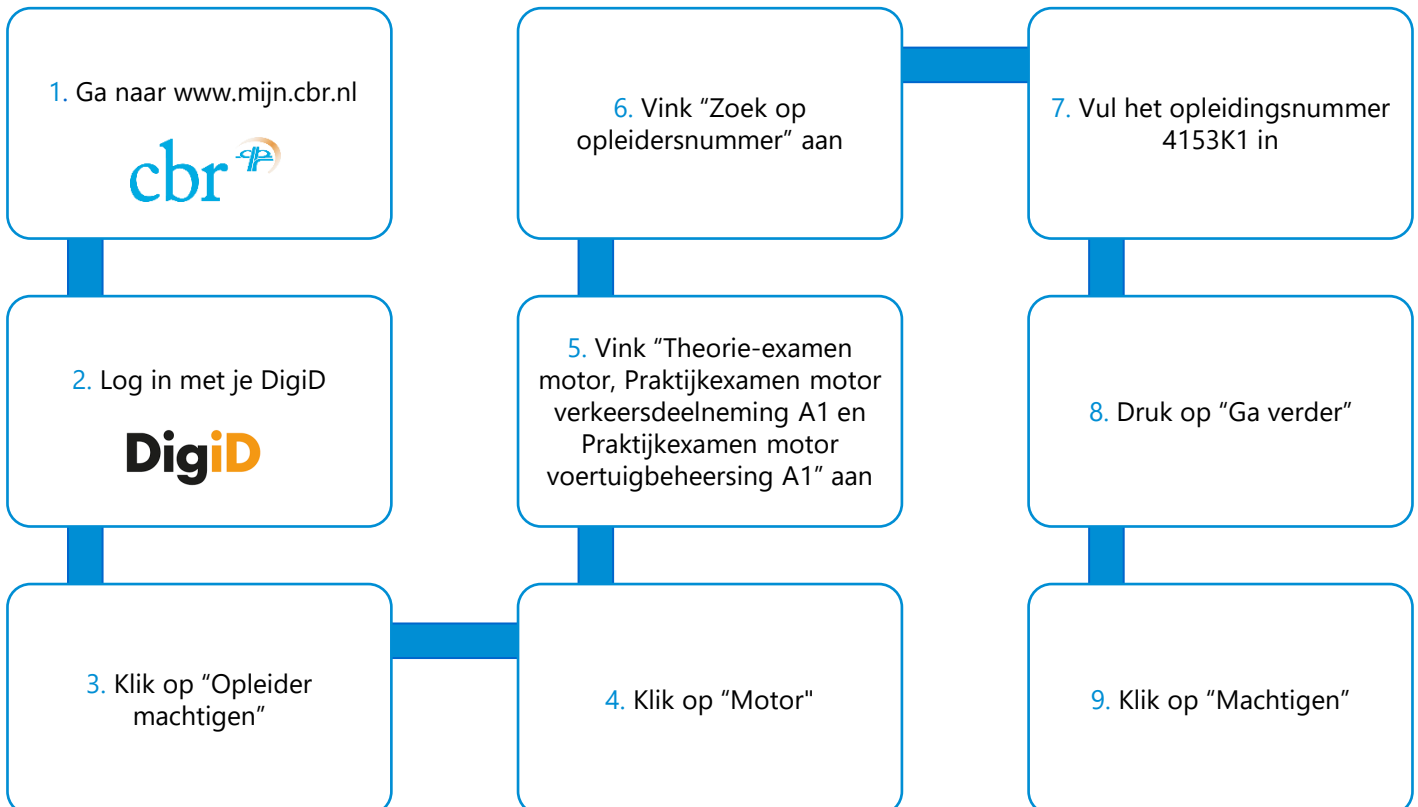 1. Ga naar www.mijn.cbr.nl
cbr
2. Log in met je DigiD
DigiD
3. Klik op “Opleider
machtigen”
4. Klik op “Motor"
5. Vink “Theorie-examen
motor, Praktijkexamen motor
verkeersdeelneming A1 en
Praktijkexamen motor
voertuigbeheersing A1” aan
6. Vink “Zoek op
opleidersnummer” aan
7. Vul het opleidingsnummer
4153K1 in
8. Druk op “Ga verder”
9. Klik op “Machtigen”